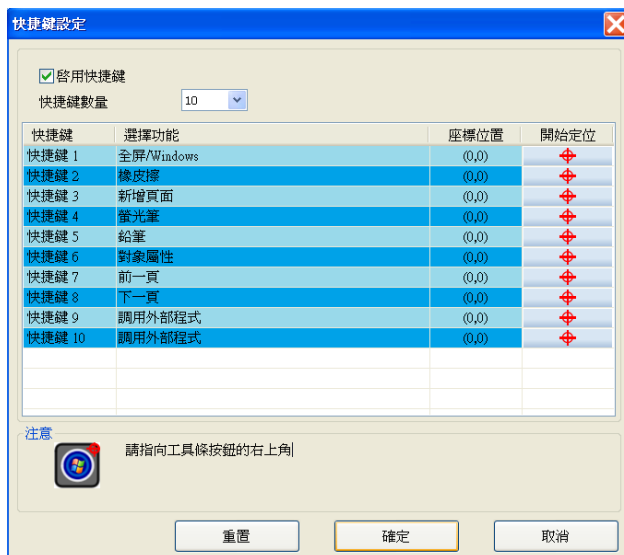 快捷鍵設定
啓用快捷鍵
快捷鍵數量 10
快捷鍵 選擇功能 座標位置 開始定位
快捷鍵 1 全屏/Windows (0,0)
快捷鍵 2 橡皮擦 (0,0)
快捷鍵 3 新增頁面 (0,0)
快捷鍵 4 螢光筆 (0,0)
快捷鍵 5 鉛筆 (0,0)
快捷鍵 6 對象屬性 (0,0)
快捷鍵 7 前一頁 (0,0)
快捷鍵 8 下一頁 (0,0)
快捷鍵 9 調用外部程式 (0,0)
快捷鍵 10 調用外部程式 (0,0)
注意
請指向工具條按鈕的右上角
重置 確定 取消